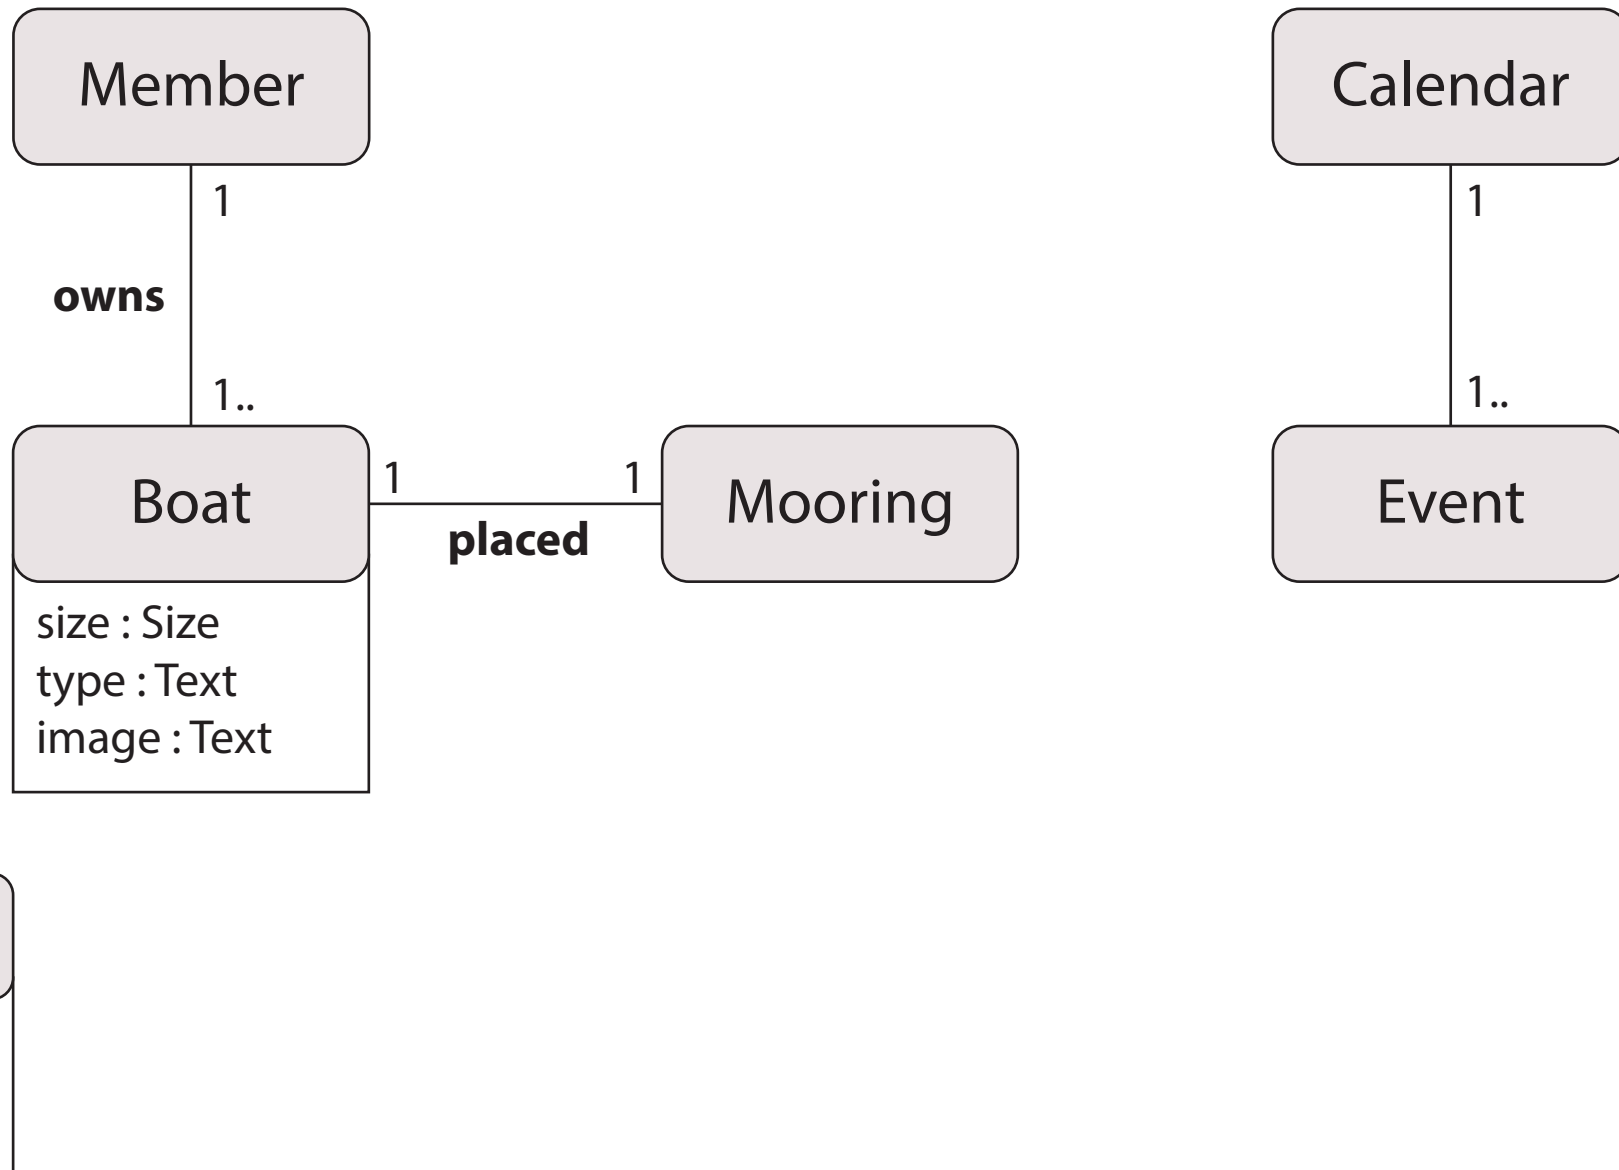 Member
Calendar
1
1
owns
1..
1..
Boat
1
1
Mooring
Event
placed
size : Size
type : Text
image : Text